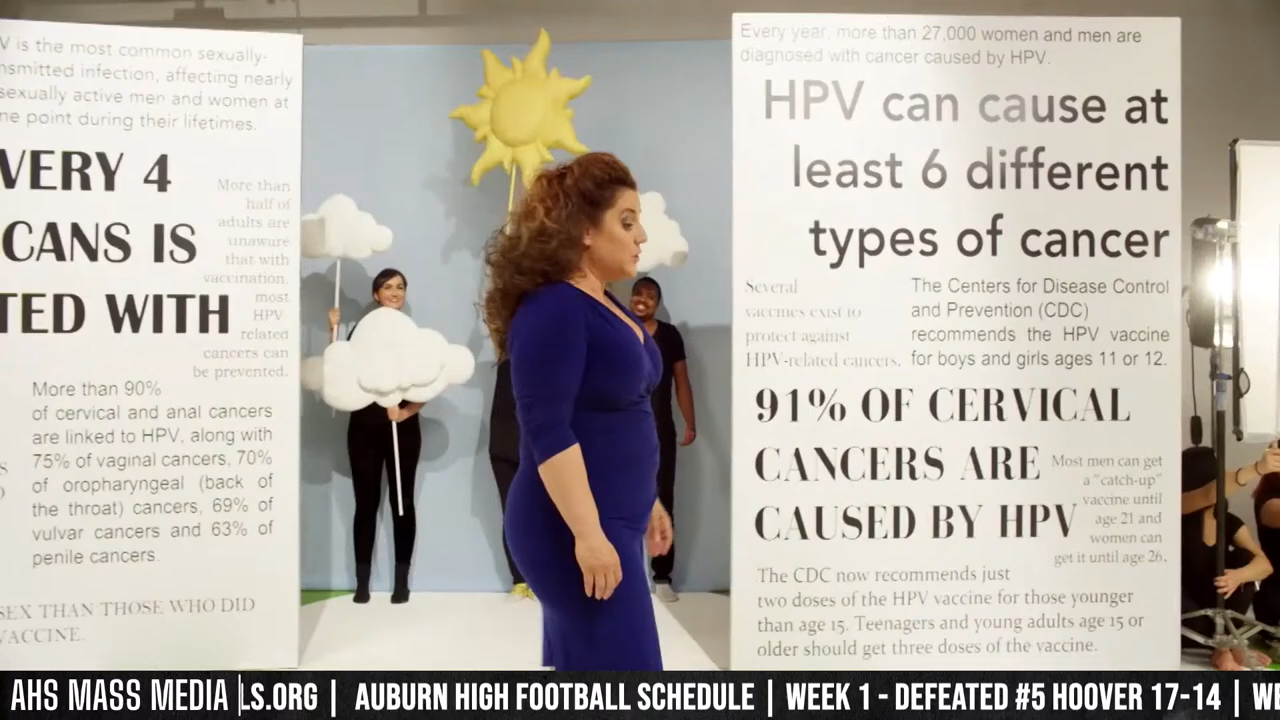 V is the most common sexually-
nsmitted infection, affecting nearly
sexually active men and women at
ne point during their lifetimes.
VERY 4
CANS IS
TED WITH
More than
half of
adults are
unaware
that with
vaccination,
most
HPV-
related
cancers can
be prevented.
More than 90%
of cervical and anal cancers
are linked to HPV, along with
75% of vaginal cancers, 70%
of oropharyngeal (back of
the throat) cancers, 69% of
vulvar cancers and 63% of
penile cancers.
SEX THAN THOSE WHO DID
VACCINE.
Every year, more than 27,000 women and men are
diagnosed with cancer caused by HPV.
HPV can cause at
least 6 different
types of cancer
Several
vaccines exist to
protect against
HPV-related cancers.
The Centers for Disease Control
and Prevention (CDC)
recommends the HPV vaccine
for boys and girls ages 11 or 12.
91% OF CERVICAL
CANCERS ARE
CAUSED BY HPV
Most men can get
a "catch-up"
vaccine until
age 21 and
women can
get it until age 26.
The CDC now recommends just
two doses of the HPV vaccine for those younger
than age 15. Teenagers and young adults age 15 or
older should get three doses of the vaccine.
AHS MASS MEDIA LS.ORG | AUBURN HIGH FOOTBALL SCHEDULE | WEEK 1 - DEFEATED #5 HOOVER 17-14 | WE